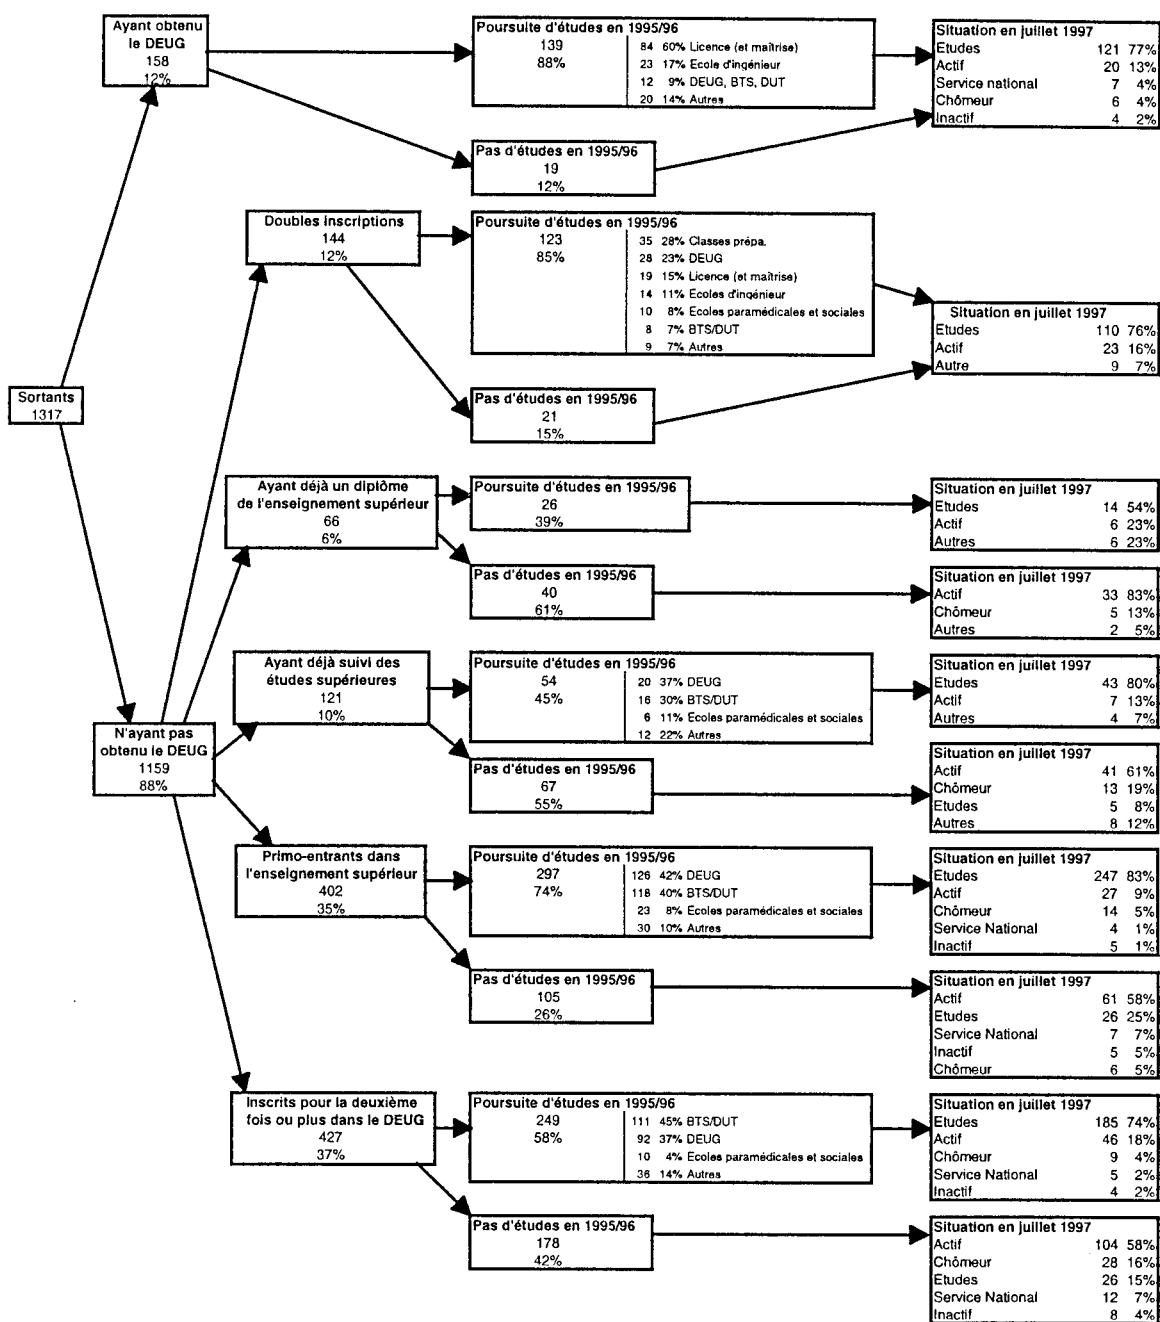 Ayant obtenu
le DEUG
158
12%
Poursuite d'études en 1995/96
139
88%
84 60% Licence (et maîtrise)
23 17% Ecole d'ingénieur
12 9% DEUG, BTS, DUT
20 14% Autres
Situation en juillet 1997
Etudes 121 77%
Actif 20 13%
Service national 7 4%
Chômeur 6 4%
Inactif 4 2%
Pas d'études en 1995/96
19
12%
Doubles inscriptions
144
12%
Poursuite d'études en 1995/96
123
85%
35 28% Classes prépa.
28 23% DEUG
19 15% Licence (et maîtrise)
14 11% Ecoles d'ingénieur
10 8% Ecoles paramédicales et sociales
8 7% BTS/DUT
9 7% Autres
Situation en juillet 1997
Etudes 110 76%
Actif 23 16%
Autre 9 7%
Sortants
1317
Pas d'études en 1995/96
21
15%
Ayant déjà un diplôme
de l'enseignement supérieur
66
6%
Poursuite d'études en 1995/96
26
39%
Situation en juillet 1997
Etudes 14 54%
Actif 6 23%
Autres 6 23%
Pas d'études en 1995/96
40
61%
Situation en juillet 1997
Actif 33 83%
Chômeur 5 13%
Autres 2 5%
Ayant déjà suivi des
études supérieures
121
10%
Poursuite d'études en 1995/96
54
45%
20 37% DEUG
16 30% BTS/DUT
6 11% Ecoles paramédicales et sociales
12 22% Autres
Situation en juillet 1997
Etudes 43 80%
Actif 7 13%
Autres 4 7%
N'ayant pas
obtenu le DEUG
1159
88%
Pas d'études en 1995/96
67
55%
Situation en juillet 1997
Actif 41 61%
Chômeur 13 19%
Etudes 5 8%
Autres 8 12%
Primo-entrants dans
l'enseignement supérieur
402
35%
Poursuite d'études en 1995/96
297
74%
126 42% DEUG
118 40% BTS/DUT
23 8% Ecoles paramédicales et sociales
30 10% Autres
Situation en juillet 1997
Etudes 247 83%
Actif 27 9%
Chômeur 14 5%
Service National 4 1%
Inactif 5 1%
Pas d'études en 1995/96
105
26%
Situation en juillet 1997
Actif 61 58%
Etudes 26 25%
Service National 7 7%
Inactif 5 5%
Chômeur 6 5%
Inscrits pour la deuxième
fois ou plus dans le DEUG
427
37%
Poursuite d'études en 1995/96
249
58%
111 45% BTS/DUT
92 37% DEUG
10 4% Ecoles paramédicales et sociales
36 14% Autres
Situation en juillet 1997
Etudes 185 74%
Actif 46 18%
Chômeur 9 4%
Service National 5 2%
Inactif 4 2%
Pas d'études en 1995/96
178
42%
Situation en juillet 1997
Actif 104 58%
Chômeur 28 16%
Etudes 26 15%
Service National 12 7%
Inactif 8 4%